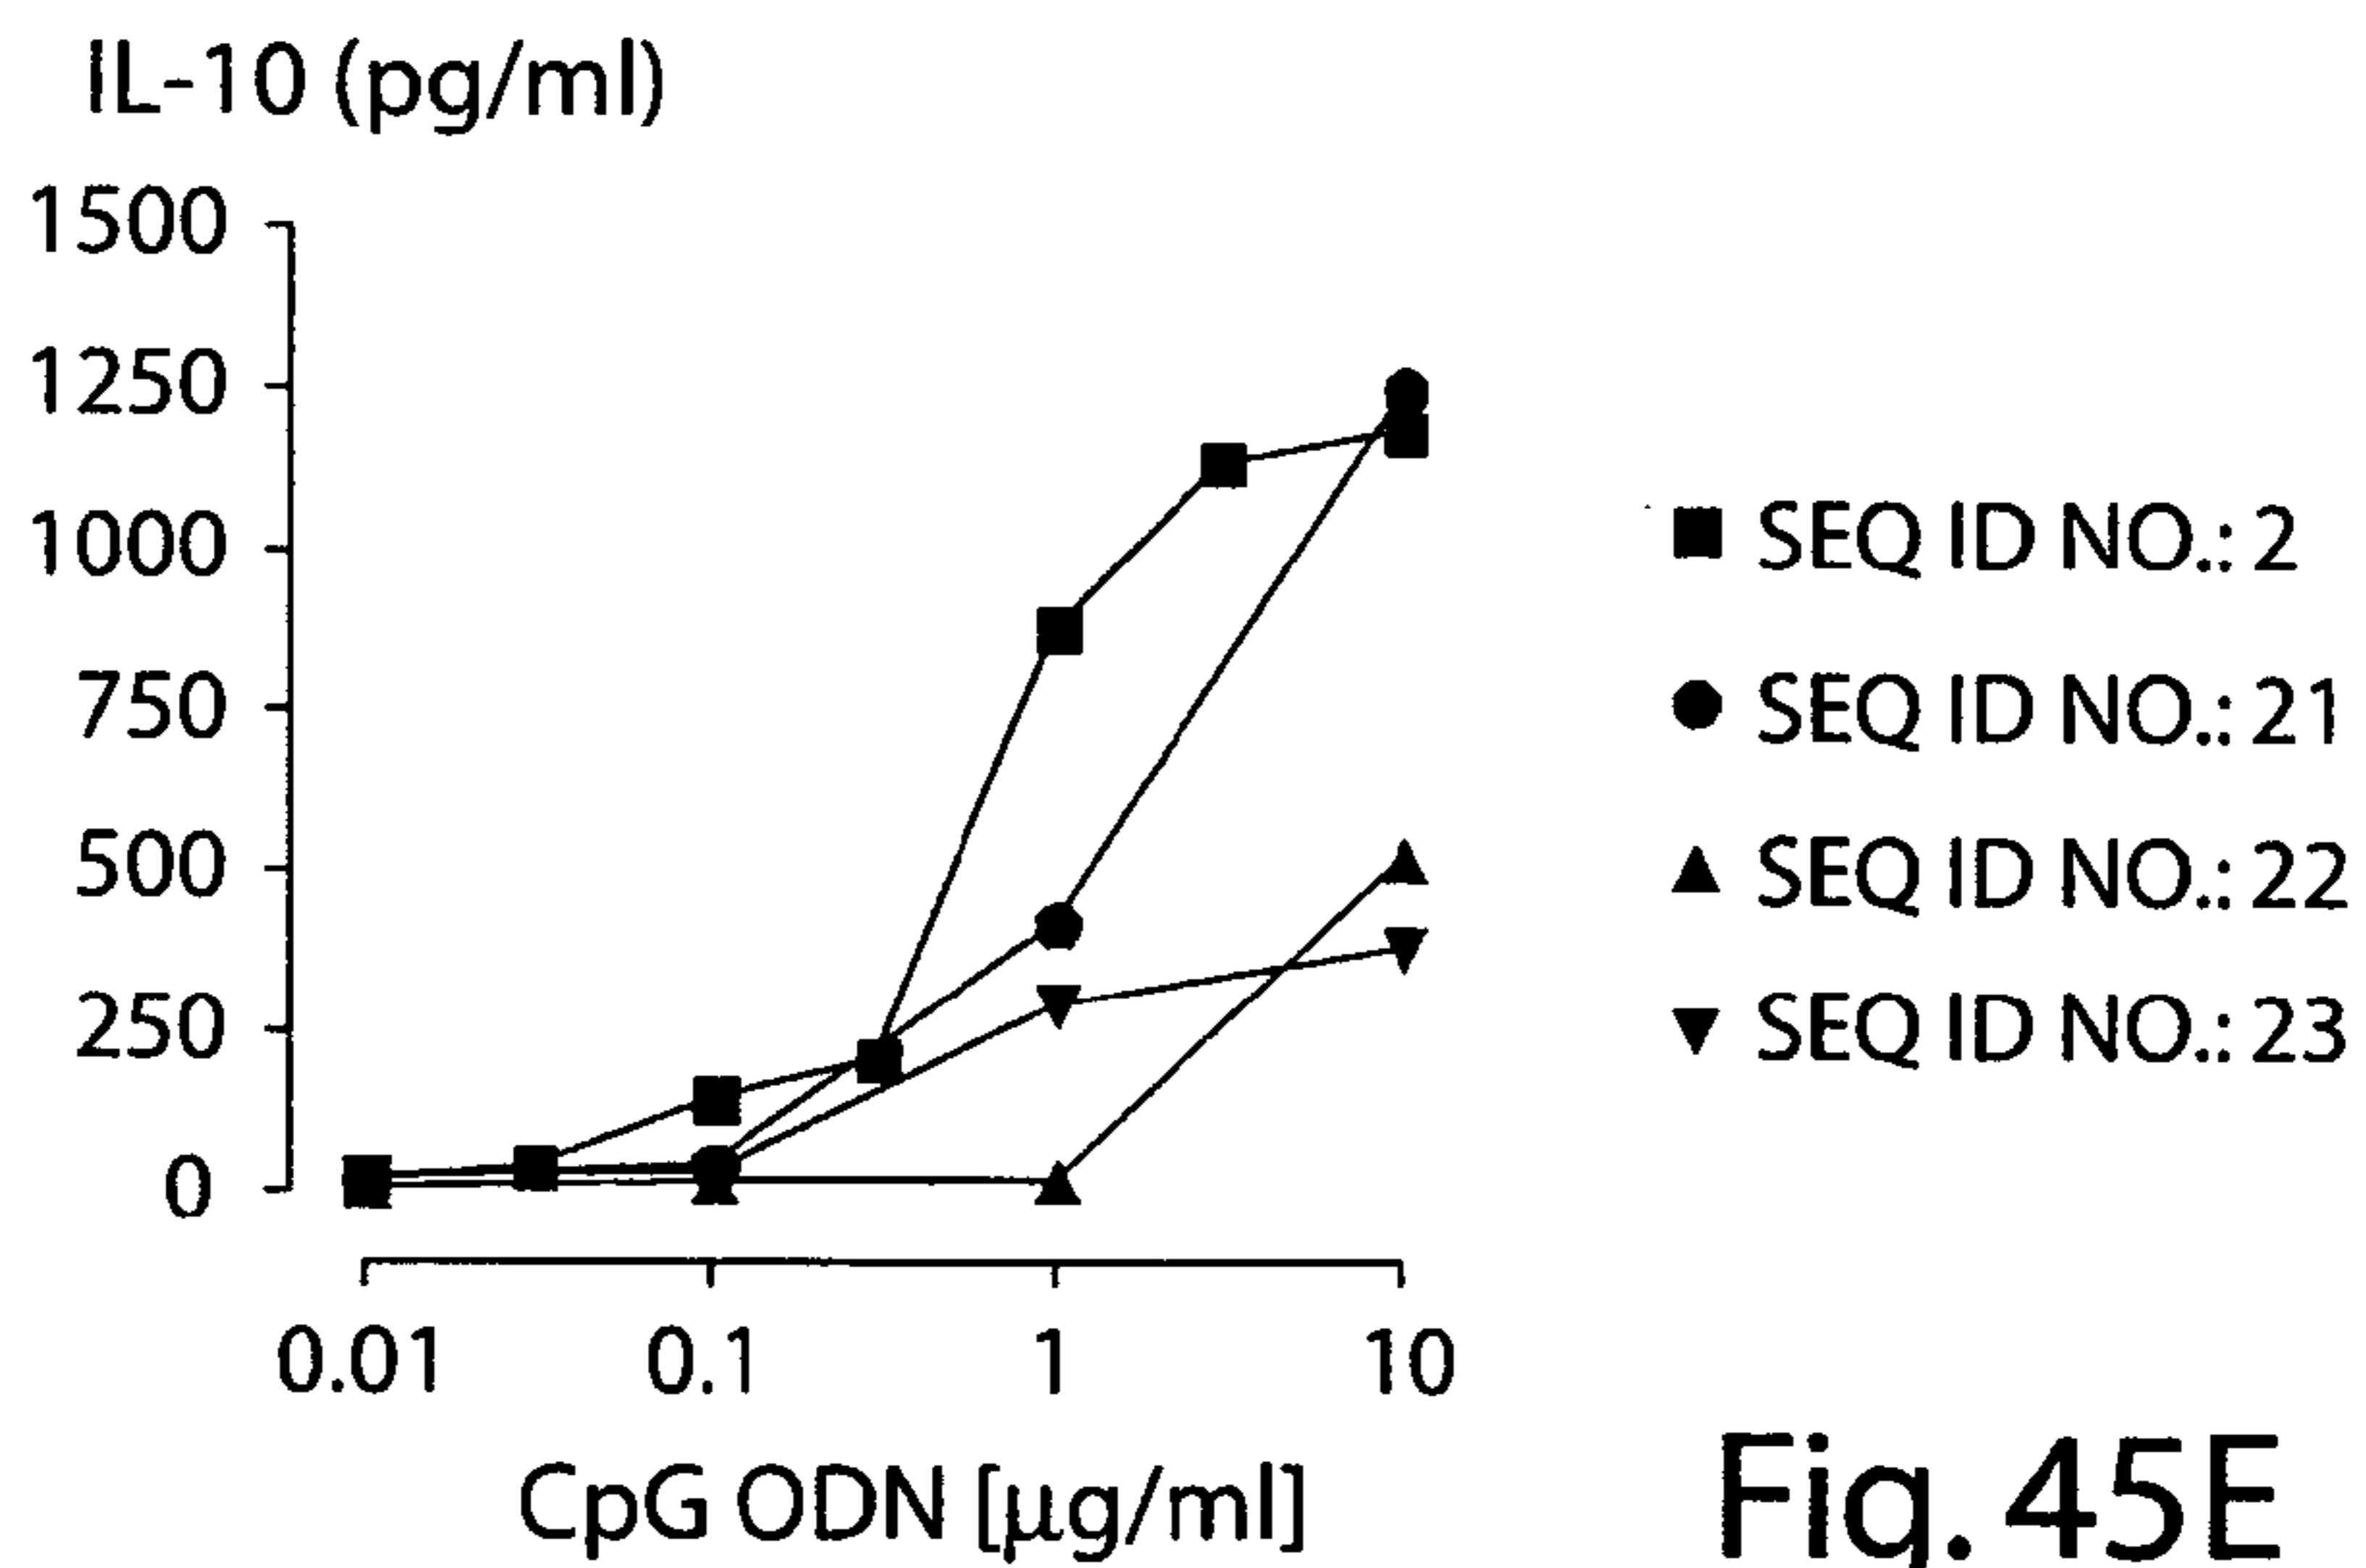 IL-10 (pg/ml)
1500
1250
1000
750
500
250
0
0.01 0.1 1 10
CpG ODN [µg/ml]
SEQ ID NO.: 2
SEQ ID NO.: 21
SEQ ID NO.: 22
SEQ ID NO.: 23
Fig. 45E